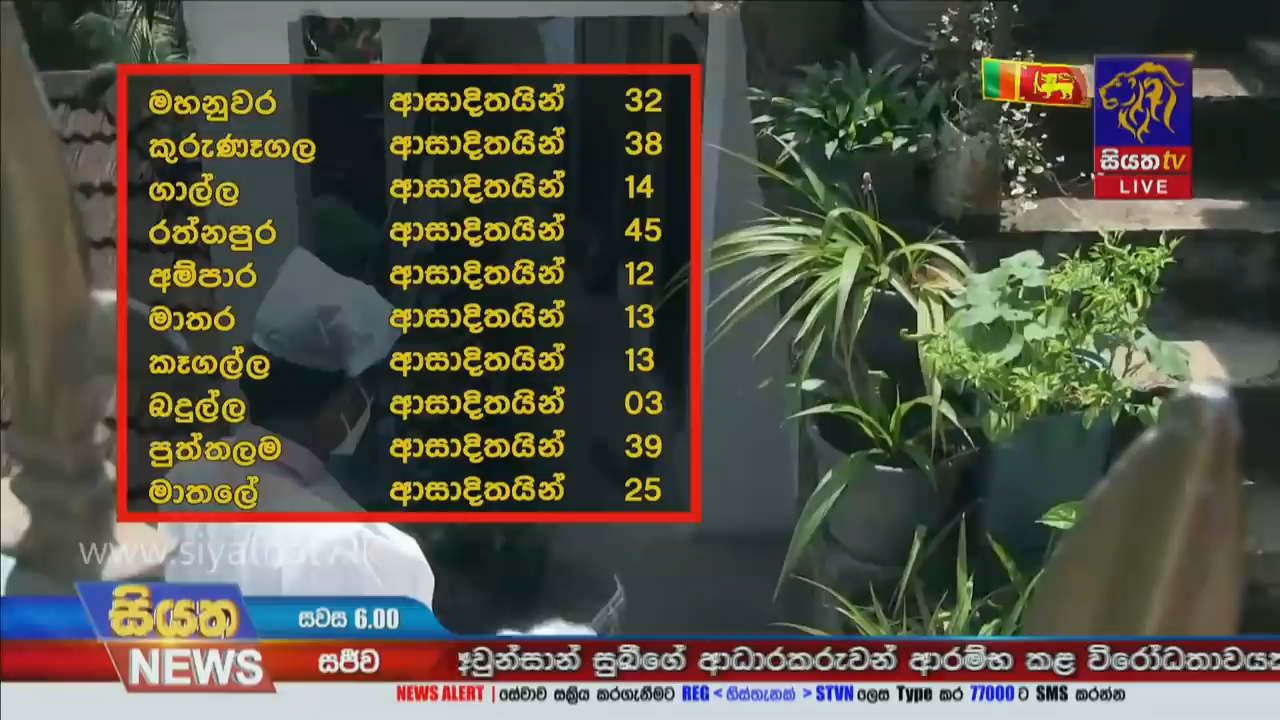 මහනුවර ආසාදිතයින් 32
කුරුණෑගල ආසාදිතයින් 38
ගාල්ල ආසාදිතයින් 14
රත්නපුර ආසාදිතයින් 45
අම්පාර ආසාදිතයින් 12
මාතර ආසාදිතයින් 13
කෑගල්ල ආසාදිතයින් 13
බදුල්ල ආසාදිතයින් 03
පුත්තලම ආසාදිතයින් 39
මාතලේ ආසාදිතයින් 25
සියත tv
LIVE
සියත සවස 6.00
NEWS සජීව සුබීගේ ආධාරකරුවන් ආරම්භ කළ
NEWS ALERT | සේවාව සක්‍රිය කරගැනීමට REG < හිස්තැනක් > STVN ලෙස Type කර 77000 ට SMS කරන්න